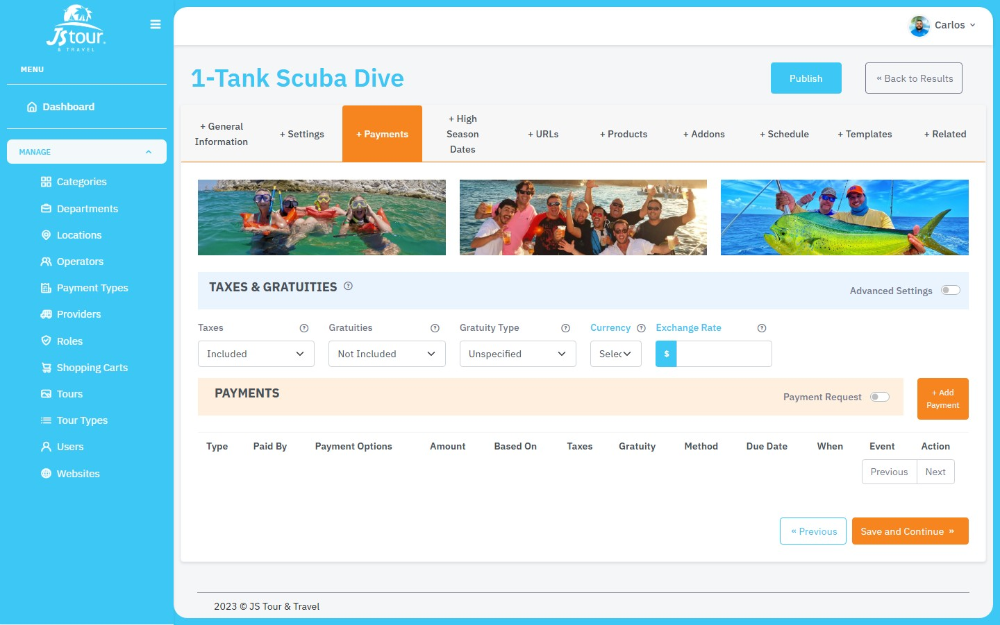 JS tour.
& TRAVEL
Carlos
MENU
1-Tank Scuba Dive
Publish
« Back to Results
Dashboard
+ General Information
+ Settings
+ Payments
+ High Season Dates
+ URLs
+ Products
+ Addons
+ Schedule
+ Templates
+ Related
MANAGE
Categories
Departments
Locations
Operators
Payment Types
Providers
Roles
Shopping Carts
Tours
Tour Types
Users
Websites
TAXES & GRATUITIES
Advanced Settings
Taxes
Gratuities
Gratuity Type
Currency
Exchange Rate
Included
Not Included
Unspecified
Selec
$
PAYMENTS
Payment Request
+ Add
Payment
Type Paid By Payment Options Amount Based On Taxes Gratuity Method Due Date When Event Action
Previous Next
« Previous
Save and Continue »
2023 © JS Tour & Travel